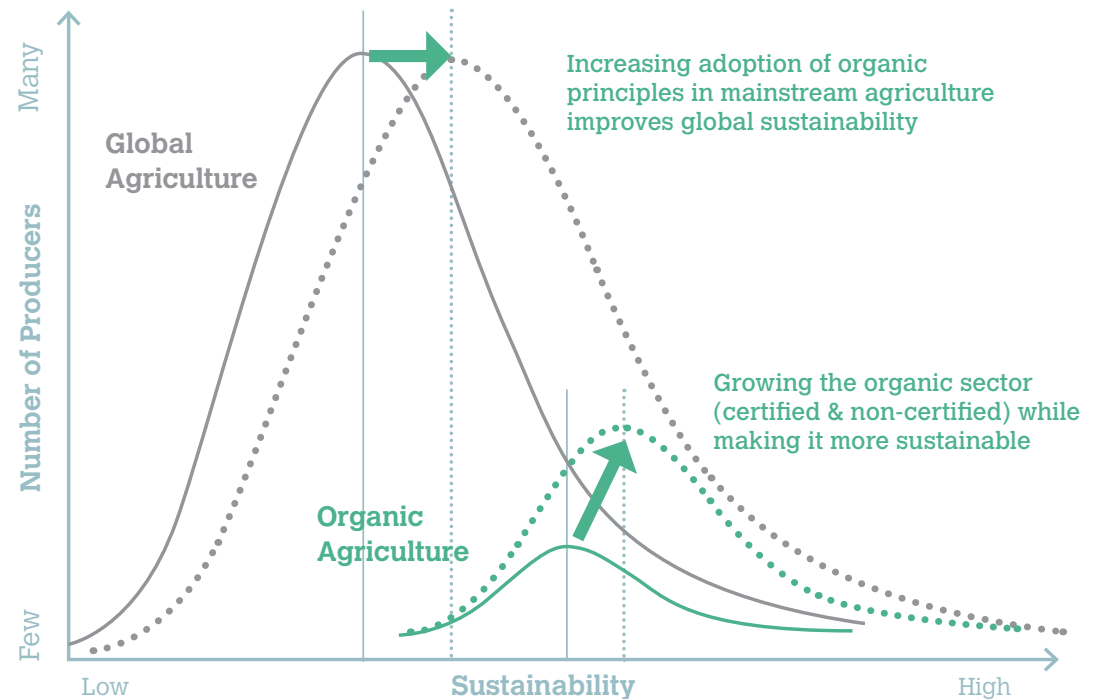 Many
Increasing adoption of organic
principles in mainstream agriculture
improves global sustainability
Global
Agriculture
Number of Producers
Growing the organic sector
(certified & non-certified) while
making it more sustainable
Organic
Agriculture
Few
Low
Sustainability
High